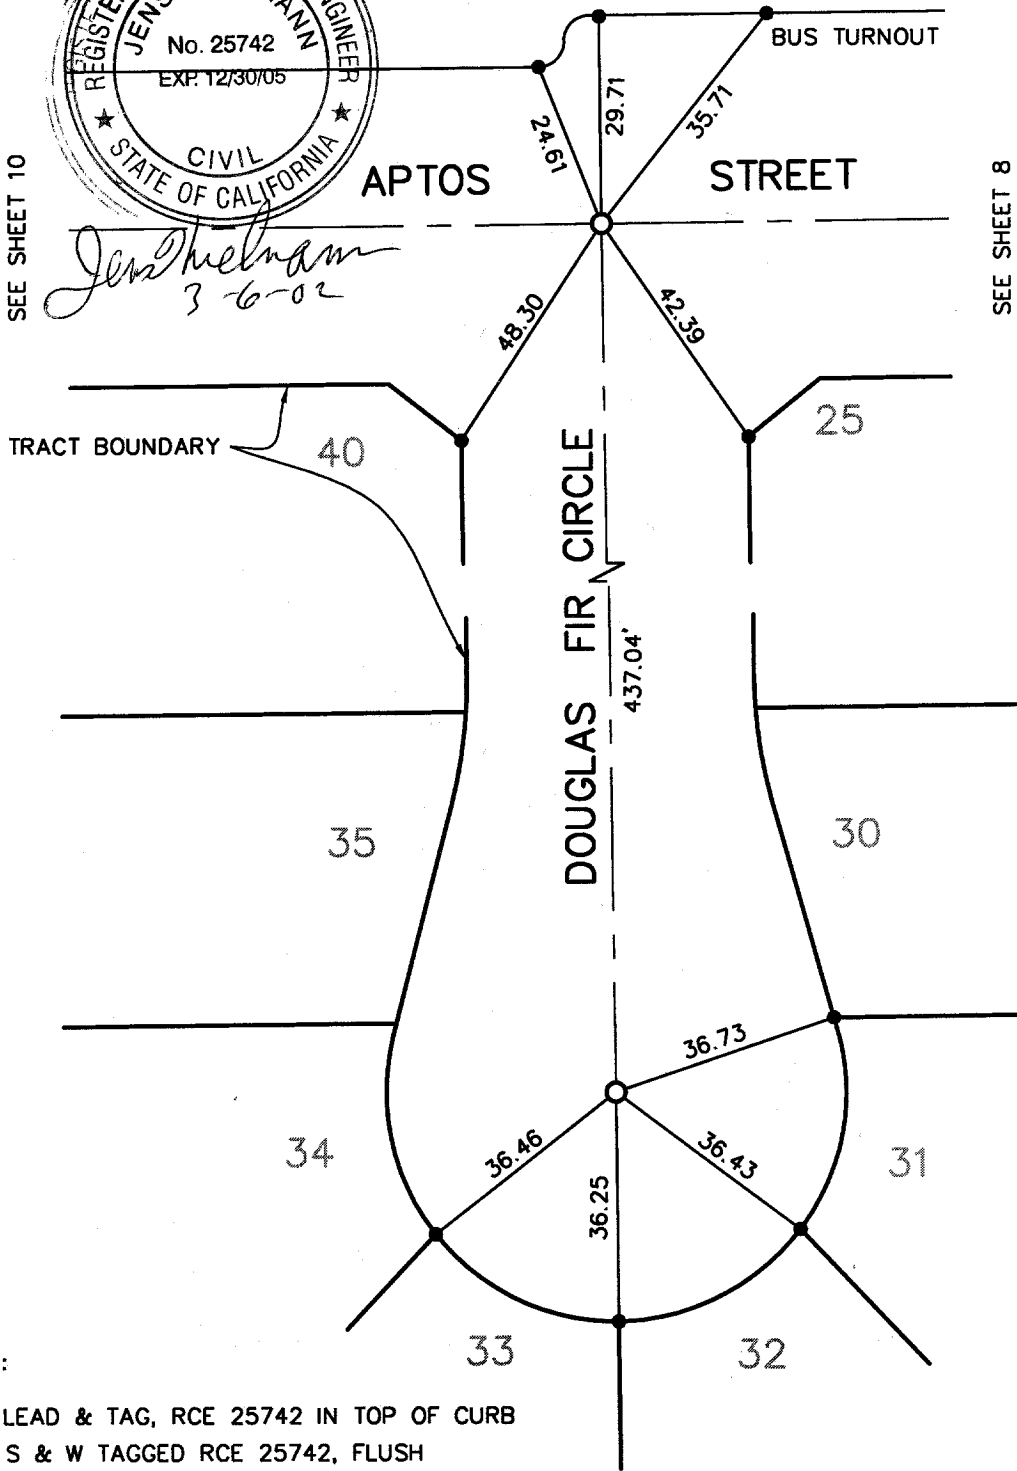 REGISTE
ENGINEER
JENS
ANN
No. 25742
EXP. 12/30/05
CIVIL
STATE OF CALIFORNIA
BUS TURNOUT
24.61
29.71
35.71
SEE SHEET 10
APTOS STREET
SEE SHEET 8
3-6-02
48.30
42.39
TRACT BOUNDARY
40
25
DOUGLAS FIR CIRCLE
437.04'
35
30
36.73
34
36.46
36.25
36.43
31
33
32
:
LEAD & TAG, RCE 25742 IN TOP OF CURB
S & W TAGGED RCE 25742, FLUSH